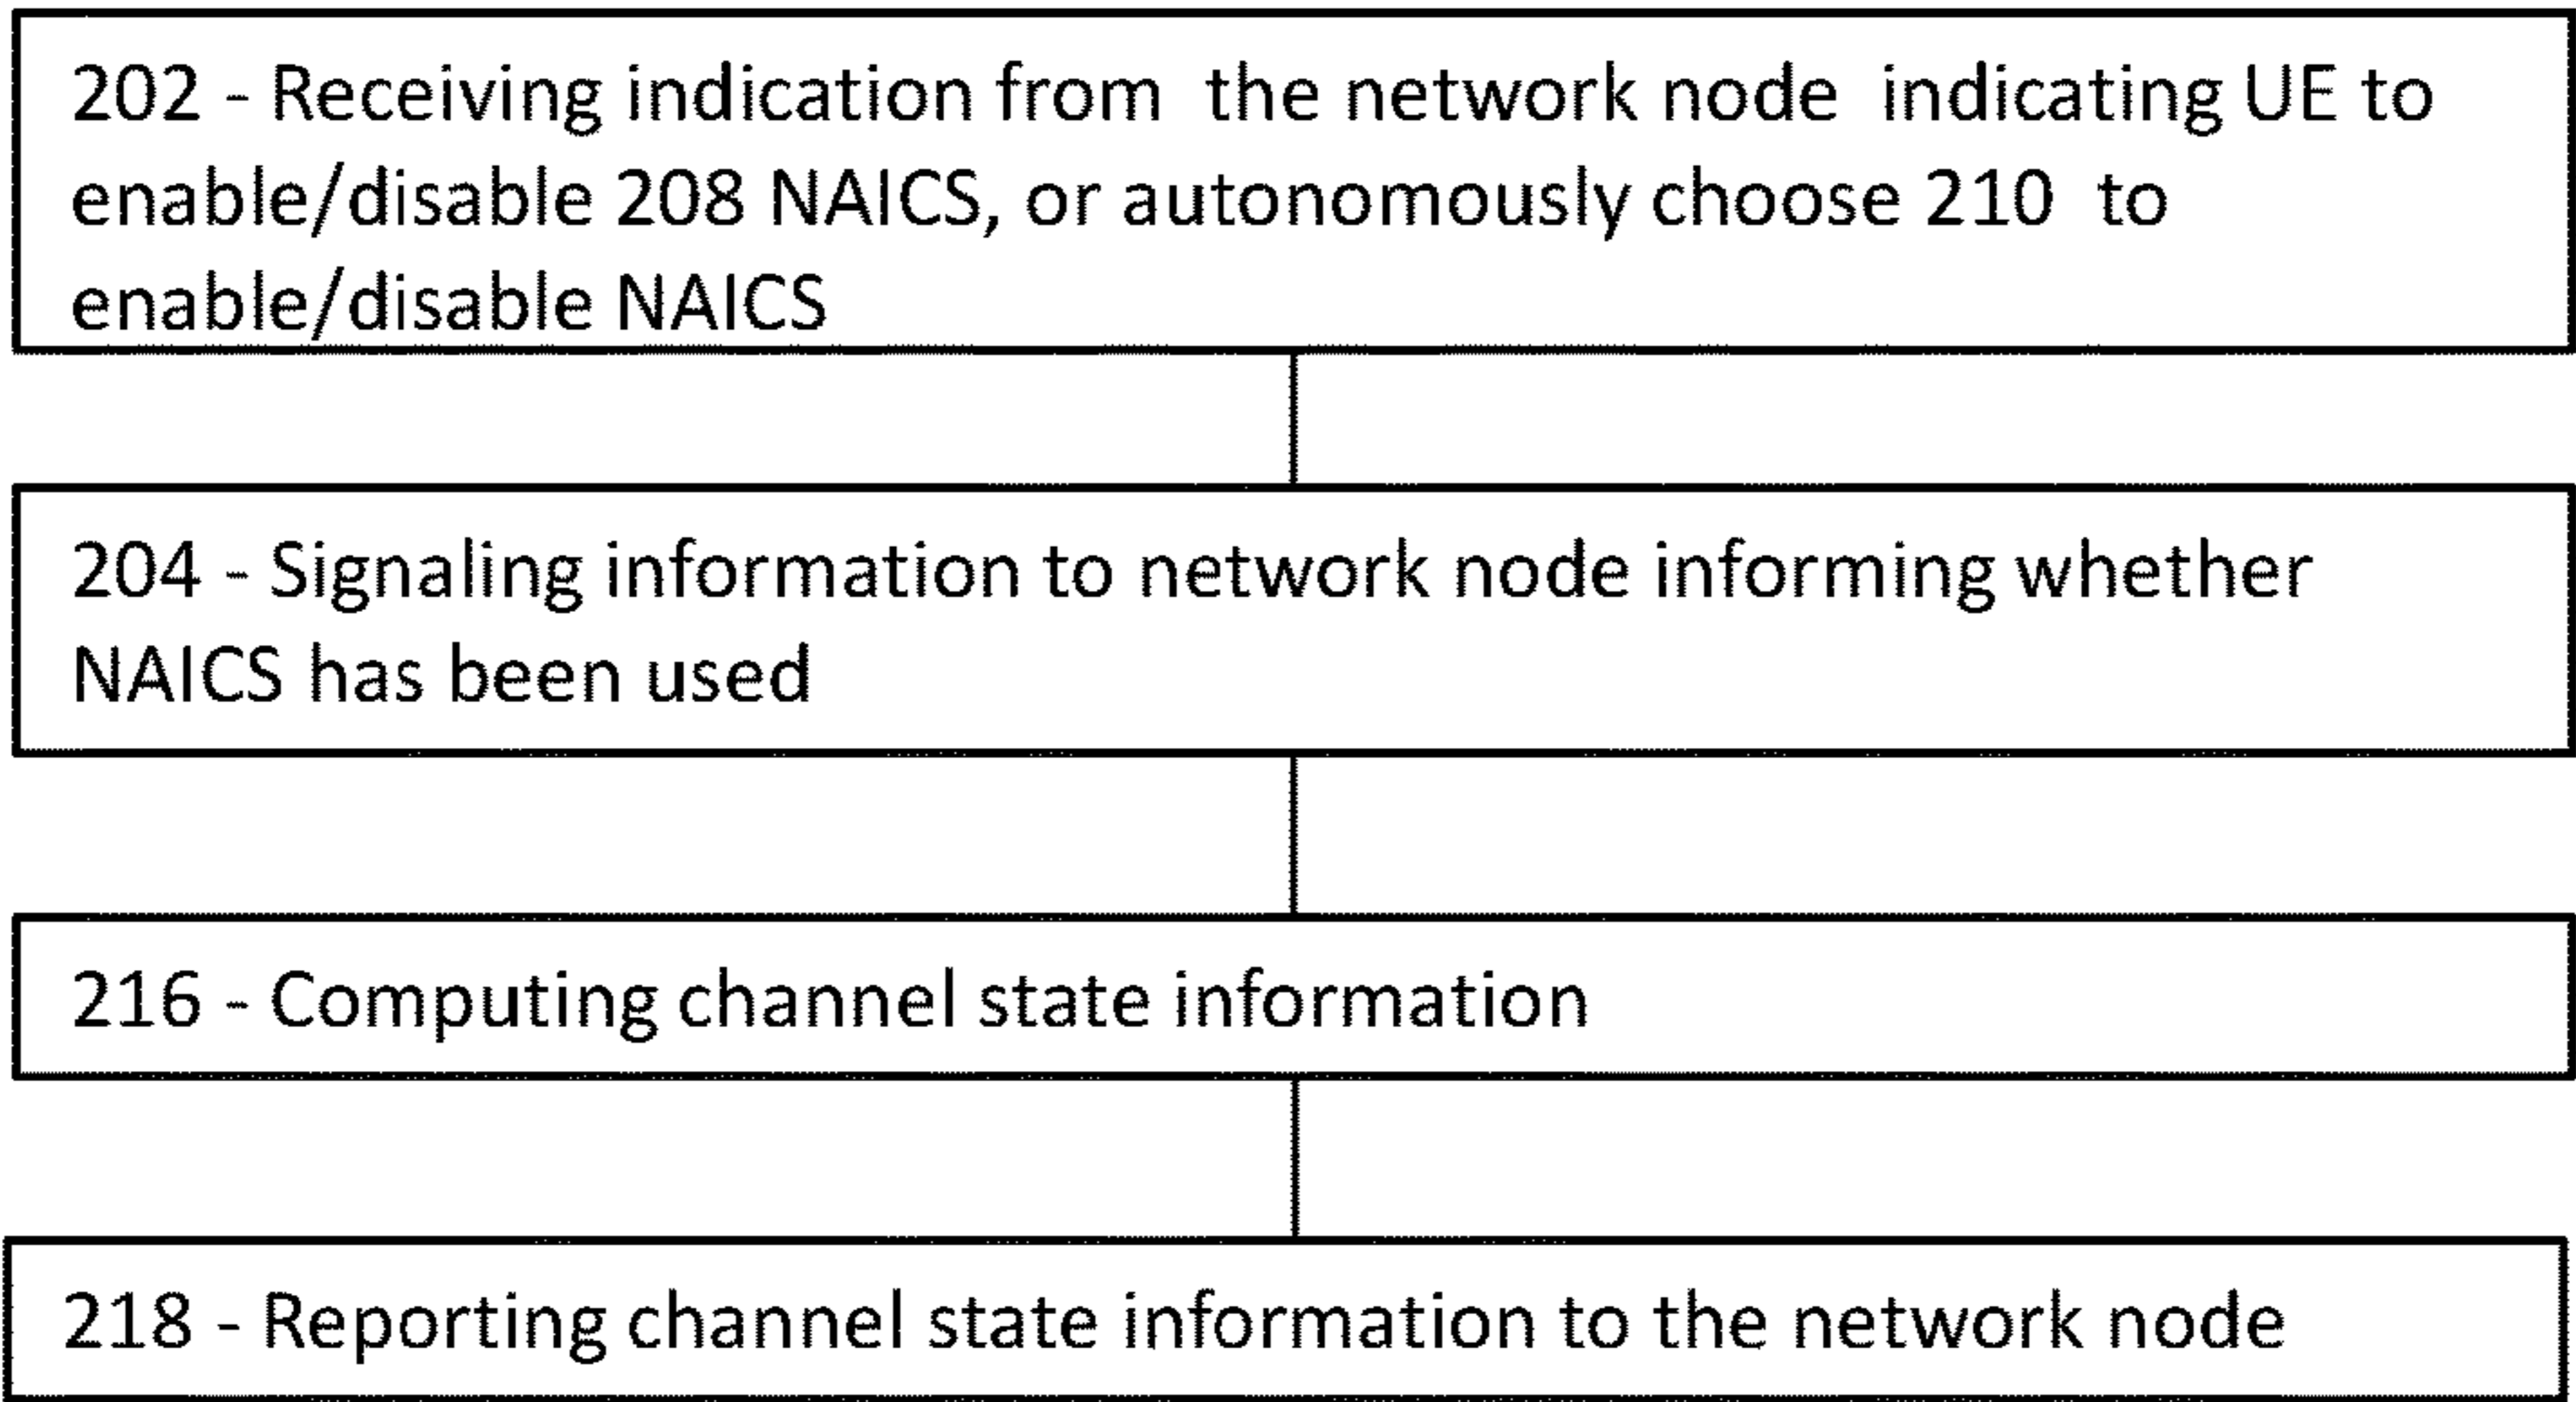 202 - Receiving indication from the network node indicating UE to
enable/disable 208 NAICS, or autonomously choose 210 to
enable/disable NAICS
204 - Signaling information to network node informing whether
NAICS has been used
216 - Computing channel state information
218 - Reporting channel state information to the network node